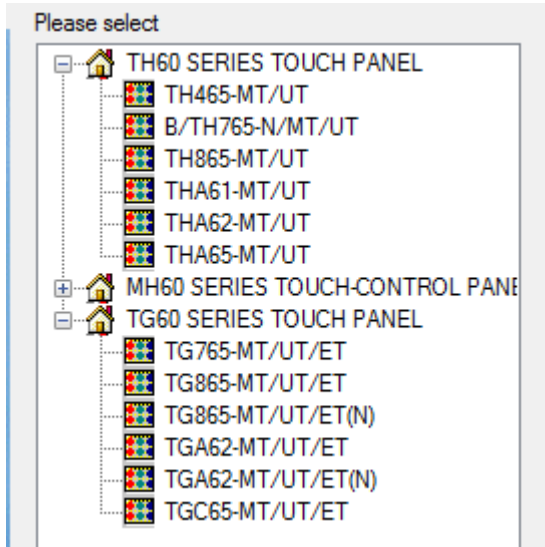 Please select
TH60 SERIES TOUCH PANEL
TH465-MT/UT
B/TH765-N/MT/UT
TH865-MT/UT
THA61-MT/UT
THA62-MT/UT
THA65-MT/UT
MH60 SERIES TOUCH-CONTROL PANE
TG60 SERIES TOUCH PANEL
TG765-MT/UT/ET
TG865-MT/UT/ET
TG865-MT/UT/ET(N)
TGA62-MT/UT/ET
TGA62-MT/UT/ET(N)
TGC65-MT/UT/ET